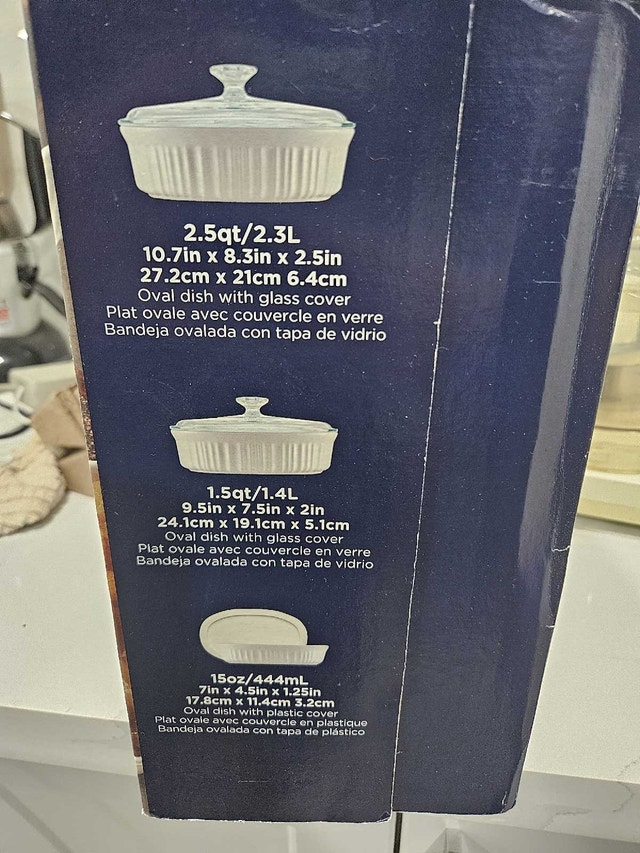 2.5qt/2.3L
10.7in x 8.3in x 2.5in
27.2cm x 21cm 6.4cm
Oval dish with glass cover
Plat ovale avec couvercle en verre
Bandeja ovalada con tapa de vidrio
1.5qt/1.4L
9.5in x 7.5in x 2in
24.1cm x 19.1cm x 5.1cm
Oval dish with glass cover
Plat ovale avec couvercle en verre
Bandeja ovalada con tapa de vidrio
15oz/444mL
7in x 4.5in x 1.25in
17.8cm x 11.4cm 3.2cm
Oval dish with plastic cover
Plat ovale avec couvercle en plastique
Bandeja ovalada con tapa de plástico